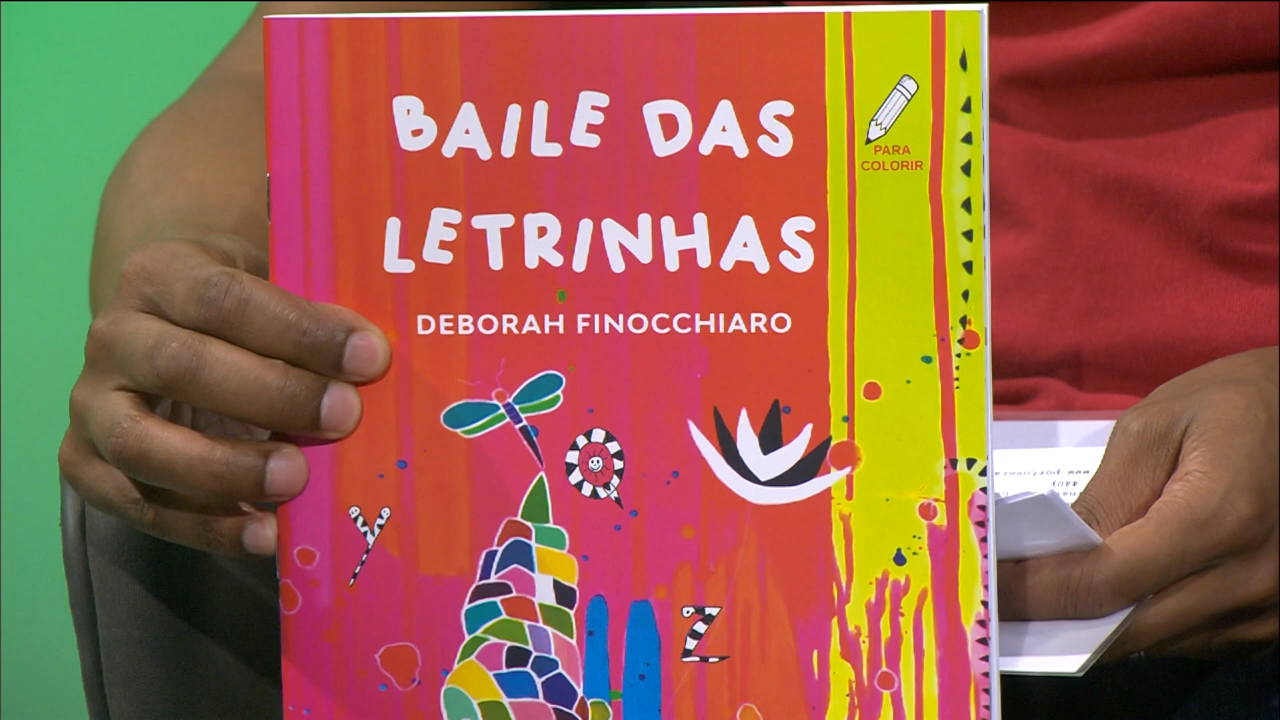 BAILE DAS
LETRINHAS
DEBORAH FINOCCHIARO
PARA
COLORIR
Y
Z